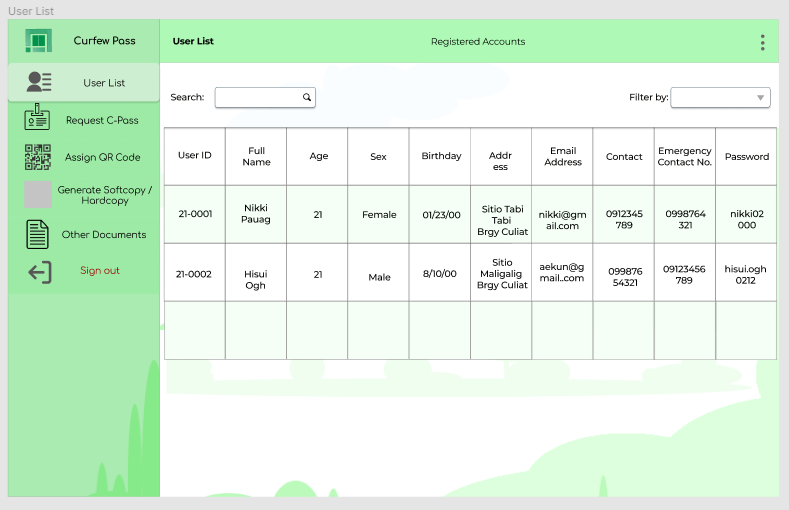 User List
Curfew Pass
User List
Registered Accounts
User List
Request C-Pass
Assign QR Code
Generate Softcopy /
Hardcopy
Other Documents
Sign out
Search:
Filter by:
User ID
Full
Name
Age
Sex
Birthday
Addr
ess
Email
Address
Contact
Emergency
Contact No.
Password
21-0001
Nikki
Pauag
21
Female
01/23/00
Sitio Tabi
Tabi
Brgy Culiat
nikki@gm
ail.com
0912345
789
0998764
321
nikki02
000
21-0002
Hisui
Ogh
21
Male
8/10/00
Sitio
Maligalig
Brgy Culiat
aekun@g
mail..com
099876
54321
09123456
789
hisui.ogh
0212